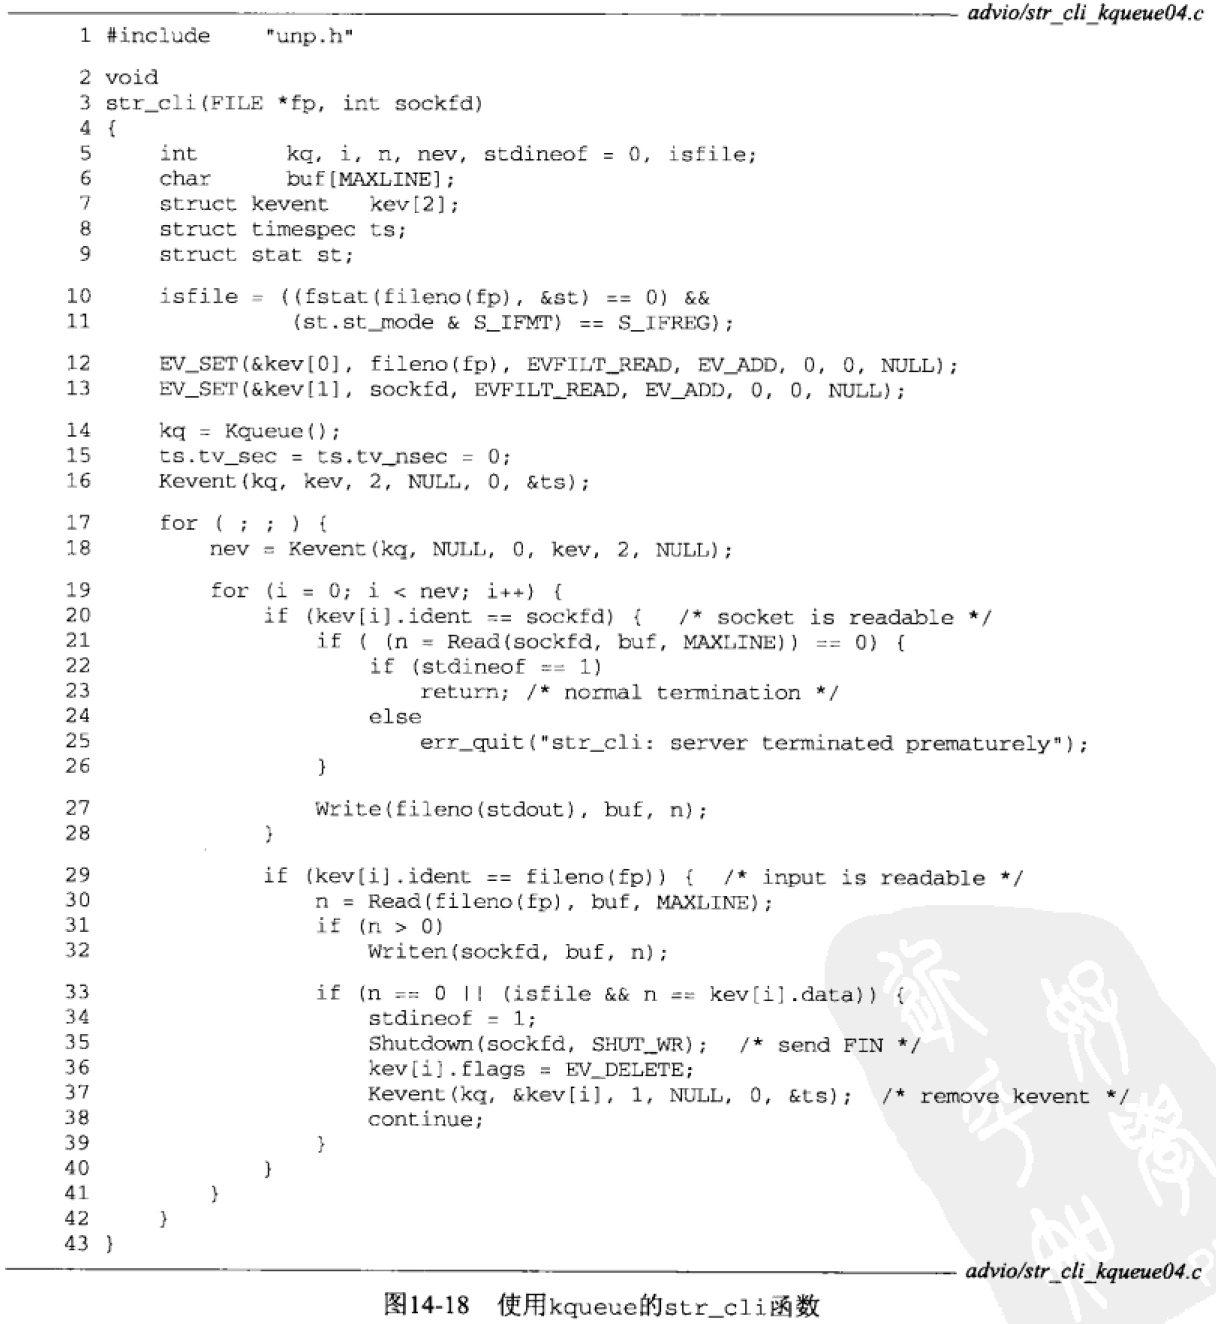 advio/str_cli_kqueue04.c
1 #include    "unp.h"
2 void
3 str_cli(FILE *fp, int sockfd)
4 {
5     int       kq, i, n, nev, stdineof = 0, isfile;
6     char      buf[MAXLINE];
7     struct kevent   kev[2];
8     struct timespec ts;
9     struct stat st;
10     isfile = ((fstat(fileno(fp), &st) == 0) &&
11               (st.st_mode & S_IFMT) == S_IFREG);
12     EV_SET(&kev[0], fileno(fp), EVFILT_READ, EV_ADD, 0, 0, NULL);
13     EV_SET(&kev[1], sockfd, EVFILT_READ, EV_ADD, 0, 0, NULL);
14     kq = Kqueue();
15     ts.tv_sec = ts.tv_nsec = 0;
16     Kevent(kq, kev, 2, NULL, 0, &ts);
17     for ( ; ; ) {
18         nev = Kevent(kq, NULL, 0, kev, 2, NULL);
19         for (i = 0; i < nev; i++) {
20             if (kev[i].ident == sockfd) {   /* socket is readable */
21                 if ( (n = Read(sockfd, buf, MAXLINE)) == 0) {
22                     if (stdineof == 1)
23                         return; /* normal termination */
24                     else
25                         err_quit("str_cli: server terminated prematurely");
26                 }
27                 Write(fileno(stdout), buf, n);
28             }
29             if (kev[i].ident == fileno(fp)) {  /* input is readable */
30                 n = Read(fileno(fp), buf, MAXLINE);
31                 if (n > 0)
32                     Writen(sockfd, buf, n);
33                 if (n == 0 || (isfile && n == kev[i].data)) {
34                     stdineof = 1;
35                     Shutdown(sockfd, SHUT_WR);  /* send FIN */
36                     kev[i].flags = EV_DELETE;
37                     Kevent(kq, &kev[i], 1, NULL, 0, &ts);  /* remove kevent */
38                     continue;
39                 }
40             }
41         }
42     }
43 }
advio/str_cli_kqueue04.c
图14-18 使用kqueue的str_cli函数